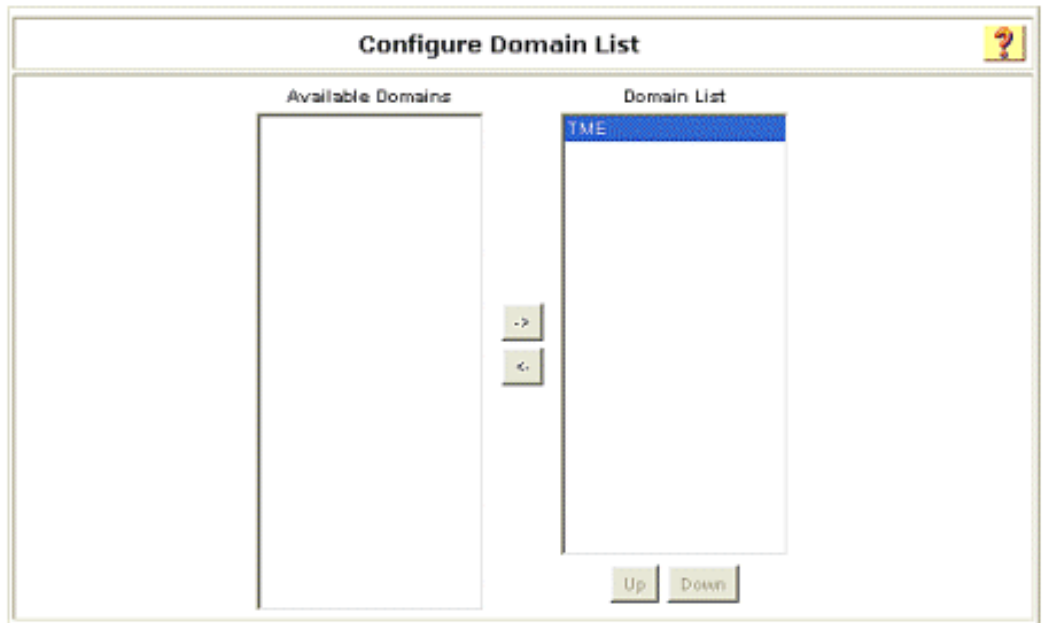 Configure Domain List
?
Available Domains
Domain List
TME
->
<-
Up
Down